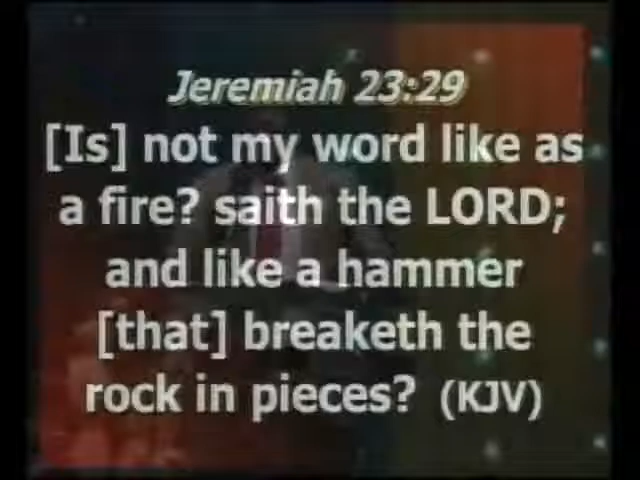 Jeremiah 23:29
[Is] not my word like as
a fire? saith the LORD;
and like a hammer
[that] breaketh the
rock in pieces? (KJV)